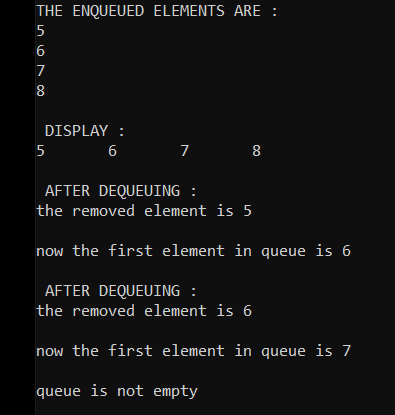 THE ENQUEUED ELEMENTS ARE :
5
6
7
8
DISPLAY :
5 6 7 8
AFTER DEQUEUING :
the removed element is 5
now the first element in queue is 6
AFTER DEQUEUING :
the removed element is 6
now the first element in queue is 7
queue is not empty